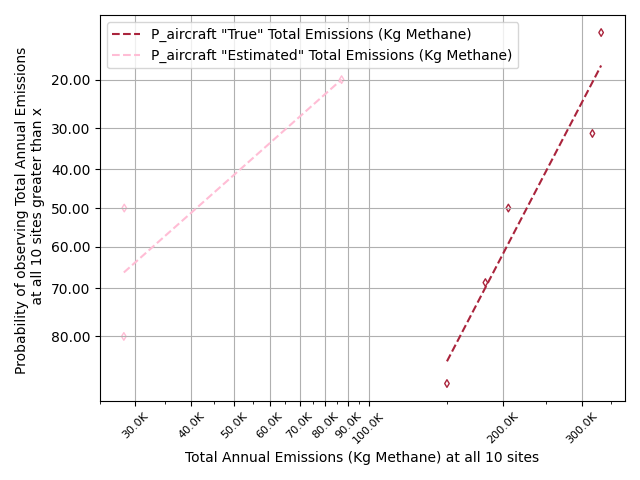 P_aircraft "True" Total Emissions (Kg Methane)
P_aircraft "Estimated" Total Emissions (Kg Methane)
Probability of observing Total Annual Emissions
at all 10 sites greater than x
20.00
30.00
40.00
50.00
60.00
70.00
80.00
30.0K
40.0K
50.0K
60.0K
70.0K
80.0K
90.0K
100.0K
200.0K
300.0K
Total Annual Emissions (Kg Methane) at all 10 sites